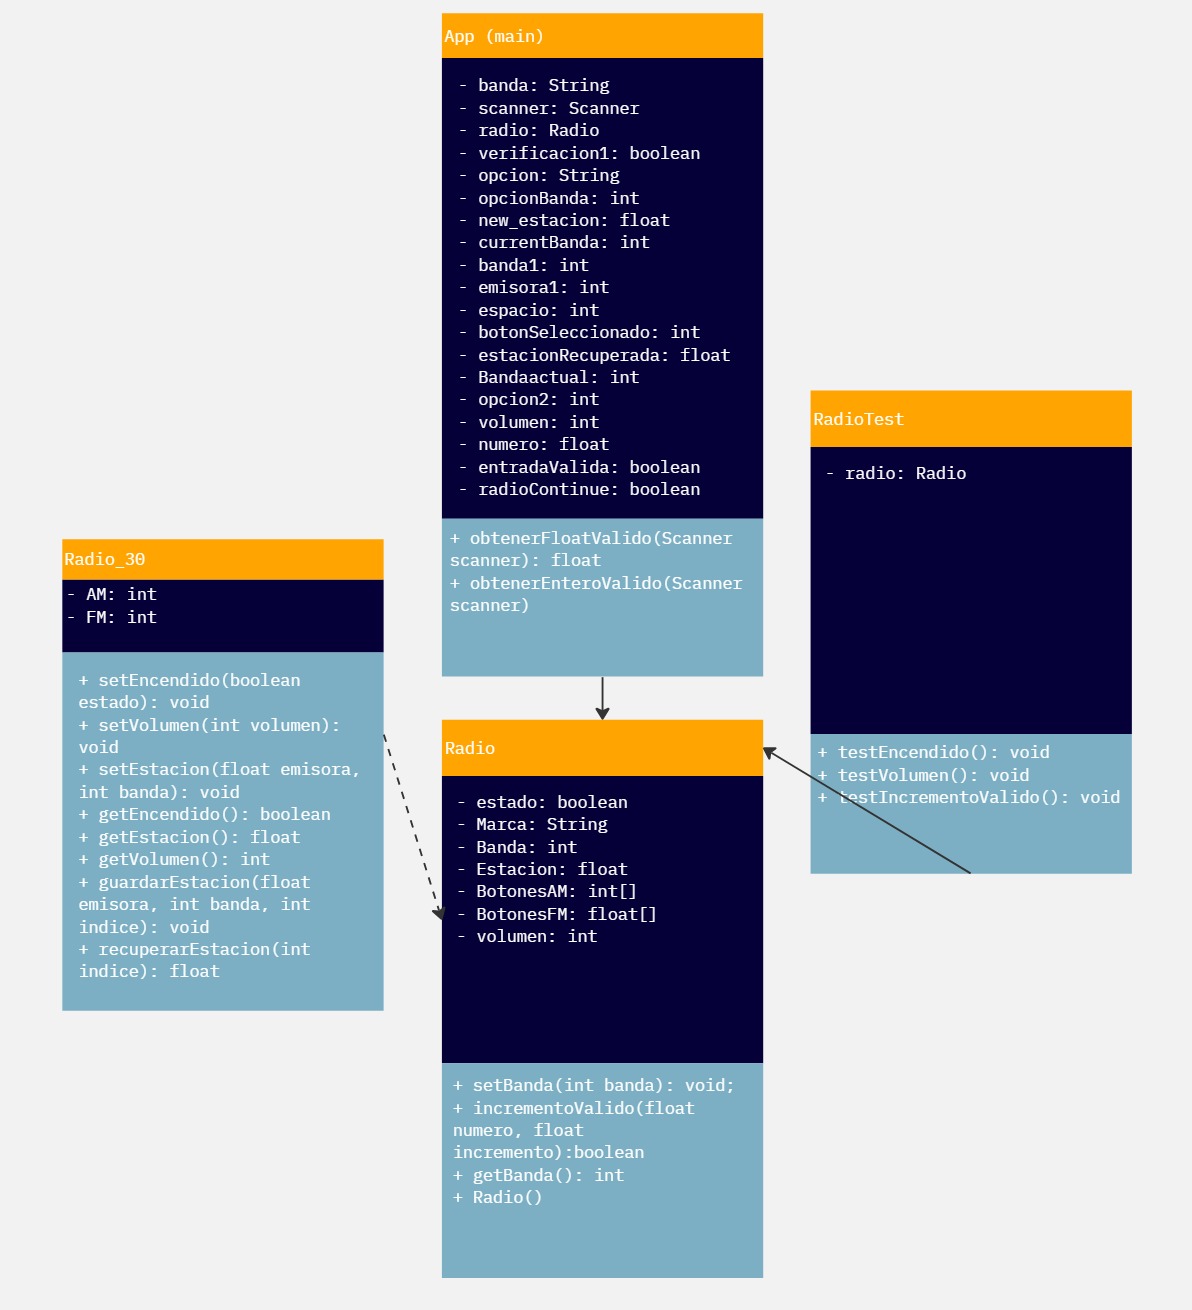 App (main)
- banda: String
- scanner: Scanner
- radio: Radio
- verificacion1: boolean
- opcion: String
- opcionBanda: int
- new_estacion: float
- currentBanda: int
- banda1: int
- emisora1: int
- espacio: int
- botonSeleccionado: int
- estacionRecuperada: float
- Bandaactual: int
- opcion2: int
- volumen: int
- numero: float
- entradaValida: boolean
- radioContinue: boolean
+ obtenerFloatValido(Scanner
scanner): float
+ obtenerEnteroValido(Scanner
scanner)
RadioTest
- radio: Radio
+ testEncendido(): void
+ testVolumen(): void
+ testIncrementoValido(): void
Radio_30
- AM: int
- FM: int
+ setEncendido(boolean
estado): void
+ setVolumen(int volumen):
void
+ setEstacion(float emisora,
int banda): void
+ getEncendido(): boolean
+ getEstacion(): float
+ getVolumen(): int
+ guardarEstacion(float
emisora, int banda, int
indice): void
+ recuperarEstacion(int
indice): float
Radio
- estado: boolean
- Marca: String
- Banda: int
- Estacion: float
- BotonesAM: int[]
- BotonesFM: float[]
- volumen: int
+ setBanda(int banda): void;
+ incrementoValido(float
numero, float
incremento):boolean
+ getBanda(): int
+ Radio()